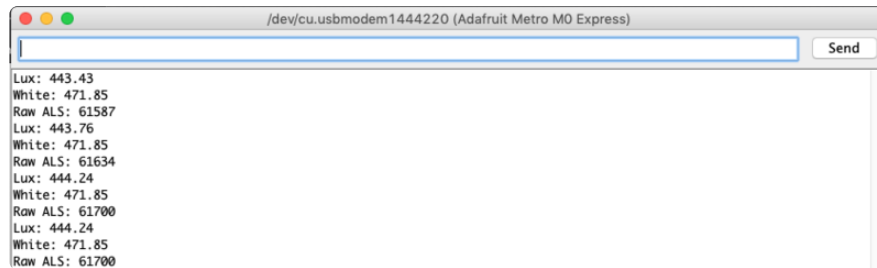 /dev/cu.usbmodem1444220 (Adafruit Metro M0 Express)
Send
Lux: 443.43
White: 471.85
Raw ALS: 61587
Lux: 443.76
White: 471.85
Raw ALS: 61634
Lux: 444.24
White: 471.85
Raw ALS: 61700
Lux: 444.24
White: 471.85
Raw ALS: 61700